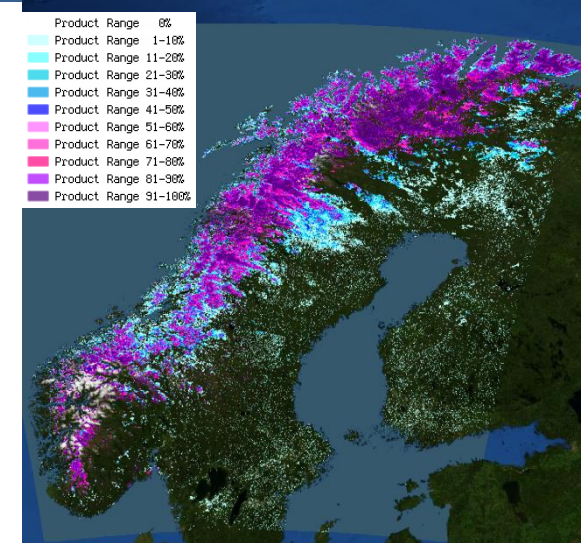 Product Range 0%
Product Range 1-10%
Product Range 11-20%
Product Range 21-30%
Product Range 31-40%
Product Range 41-50%
Product Range 51-60%
Product Range 61-70%
Product Range 71-80%
Product Range 81-90%
Product Range 91-100%